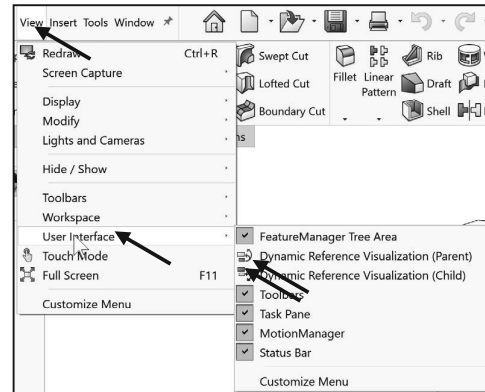 View Insert Tools Window
Redraw Ctrl+R
Screen Capture
Display
Modify
Lights and Cameras
Hide / Show
Toolbars
Workspace
User Interface
Touch Mode
Full Screen F11
Customize Menu
Swept Cut
Lofted Cut
Boundary Cut
Fillet Linear
Pattern
Rib
Draft
Shell
ns
FeatureManager Tree Area
Dynamic Reference Visualization (Parent)
Dynamic Reference Visualization (Child)
Toolbars
Task Pane
MotionManager
Status Bar
Customize Menu